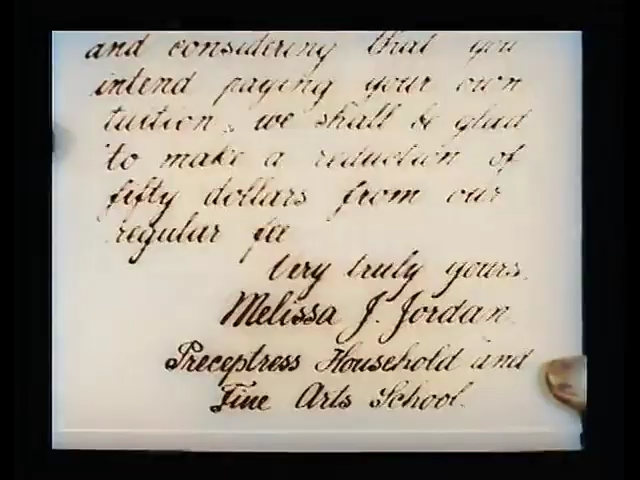 and considering that you
intend paying your own
tuition, we shall be glad
to make a reduction of
fifty dollars from our
regular fee
Very truly yours.
Melissa J. Jordan.
Preceptress Household and
Fine Arts School.